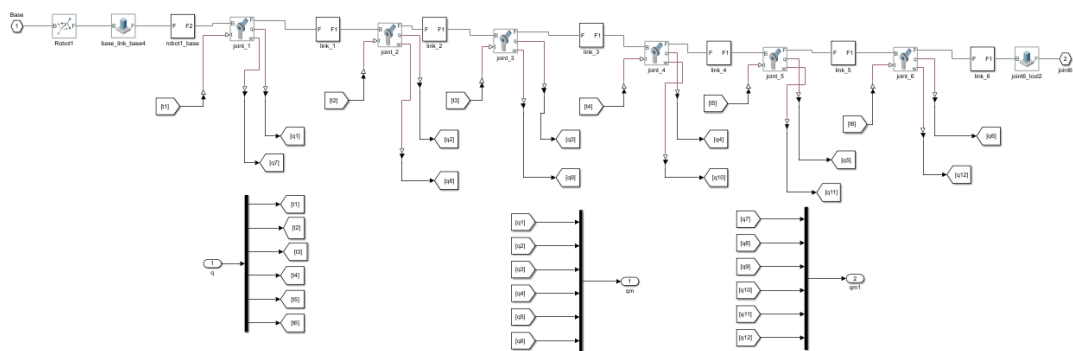 Base
1
B F
Robot1
B F
base_link_base4
F F2
robot1_base
B F
q
t
joint_1
F F1
link_1
B F
q
t
joint_2
F F1
link_2
B F
q
t
joint_3
F F1
link_3
B F
q
t
joint_4
F F1
link_4
B F
q
t
joint_5
F F1
link_5
B F
q
t
joint_6
F F1
link_6
B F
joint6_tool2
2
joint6
[t1]
[t2]
[t3]
[t4]
[t5]
[t6]
[q1]
[q7]
[q2]
[q8]
[q3]
[q9]
[q4]
[q10]
[q5]
[q11]
[q6]
[q12]
1
q
[t1]
[t2]
[t3]
[t4]
[t5]
[t6]
[q1]
[q2]
[q3]
[q4]
[q5]
[q6]
1
qm
[q7]
[q8]
[q9]
[q10]
[q11]
[q12]
2
qm1